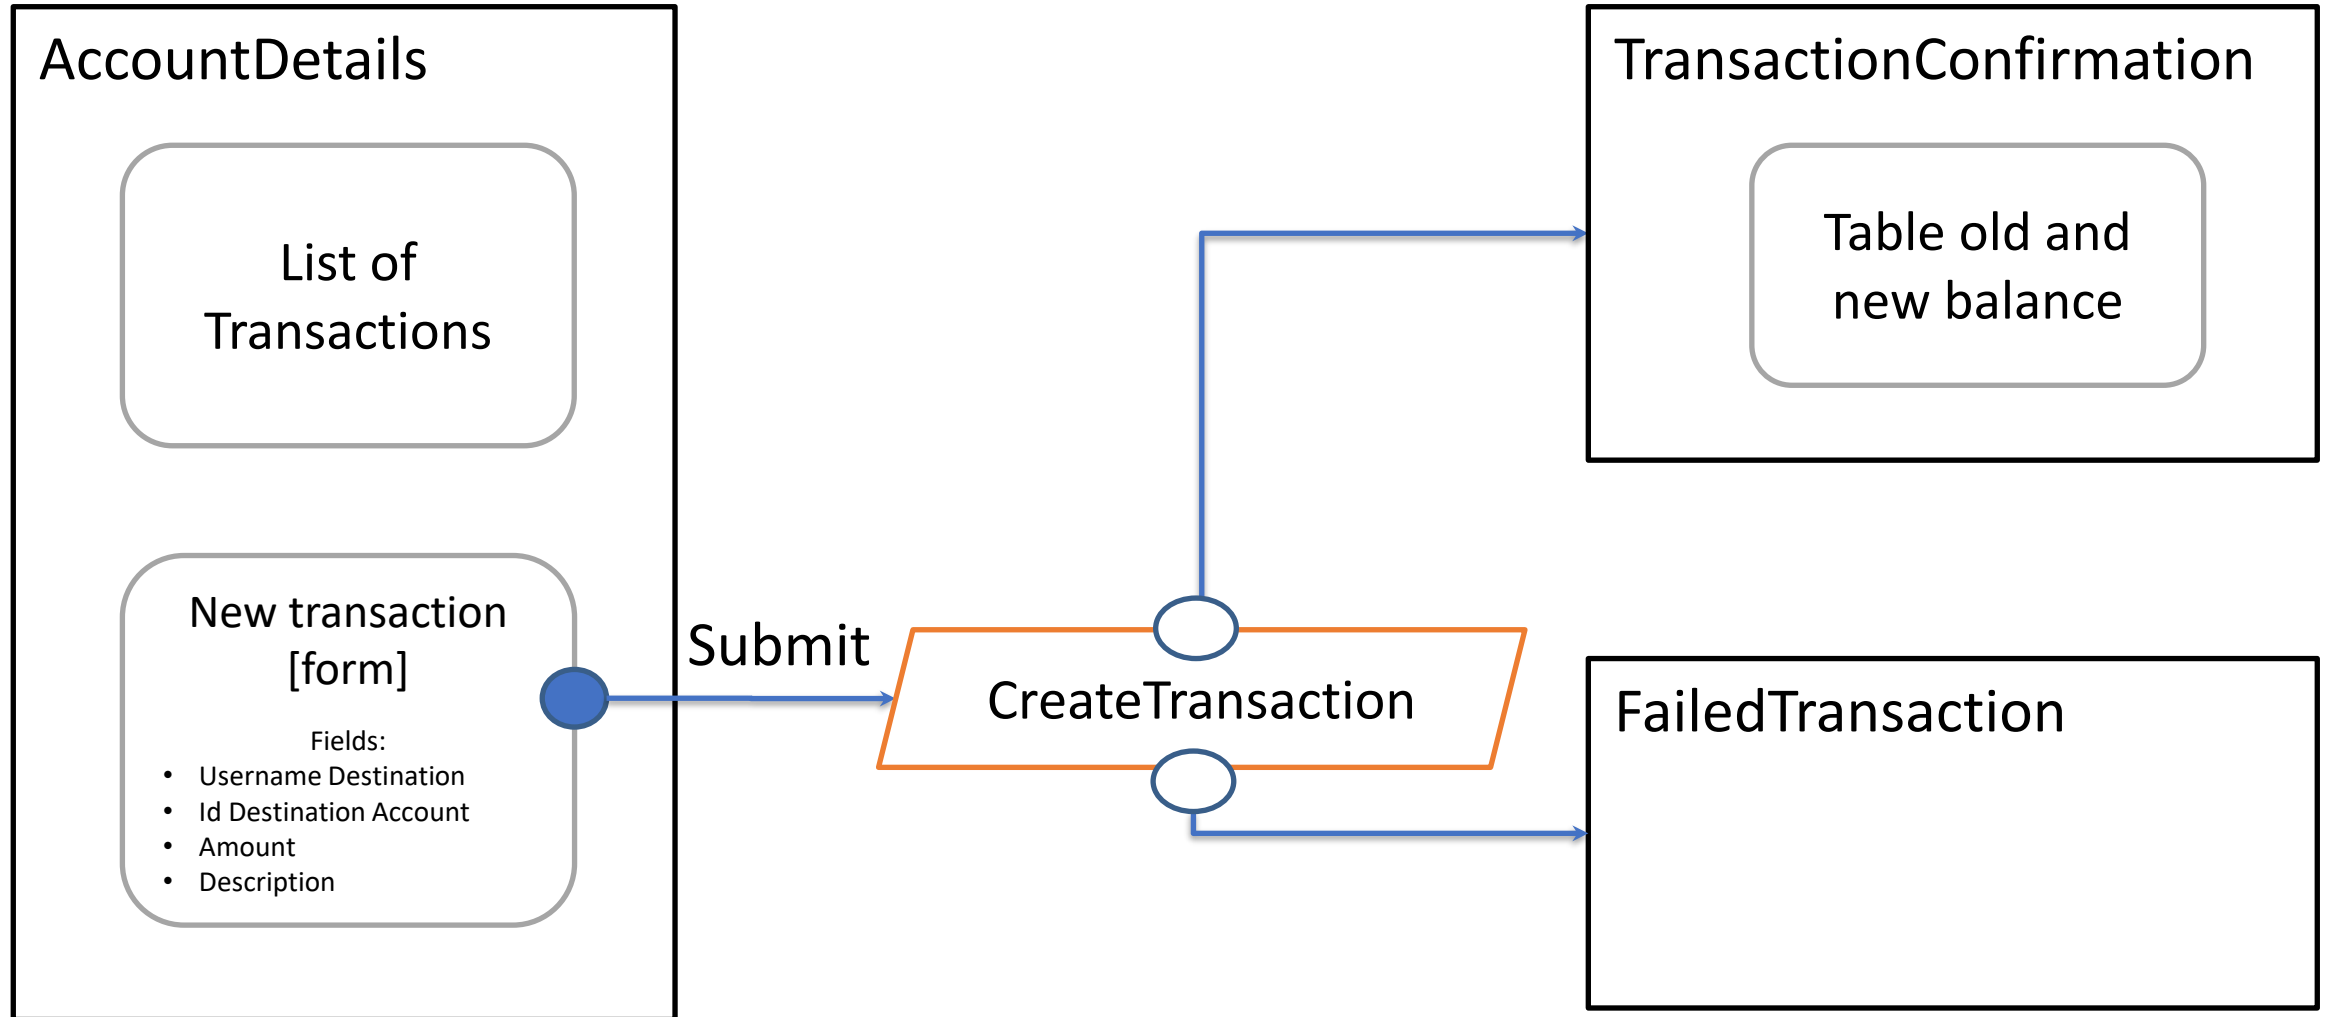 AccountDetails
List of
Transactions
New transaction
[form]
Fields:
• Username Destination
• Id Destination Account
• Amount
• Description
Submit
CreateTransaction
TransactionConfirmation
Table old and
new balance
FailedTransaction